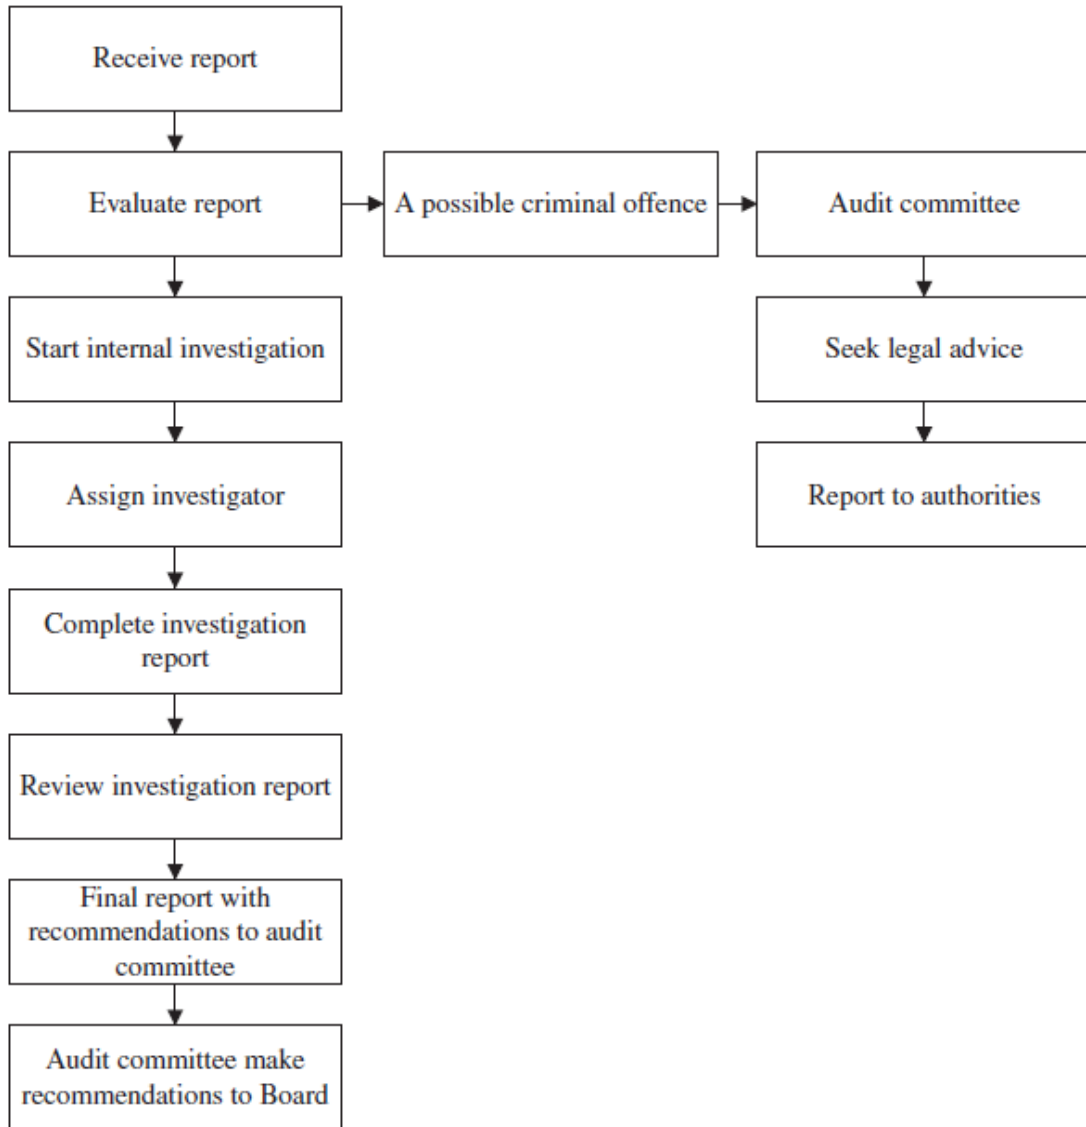 Receive report
Evaluate report
A possible criminal offence
Audit committee
Start internal investigation
Seek legal advice
Assign investigator
Report to authorities
Complete investigation
report
Review investigation report
Final report with
recommendations to audit
committee
Audit committee make
recommendations to Board